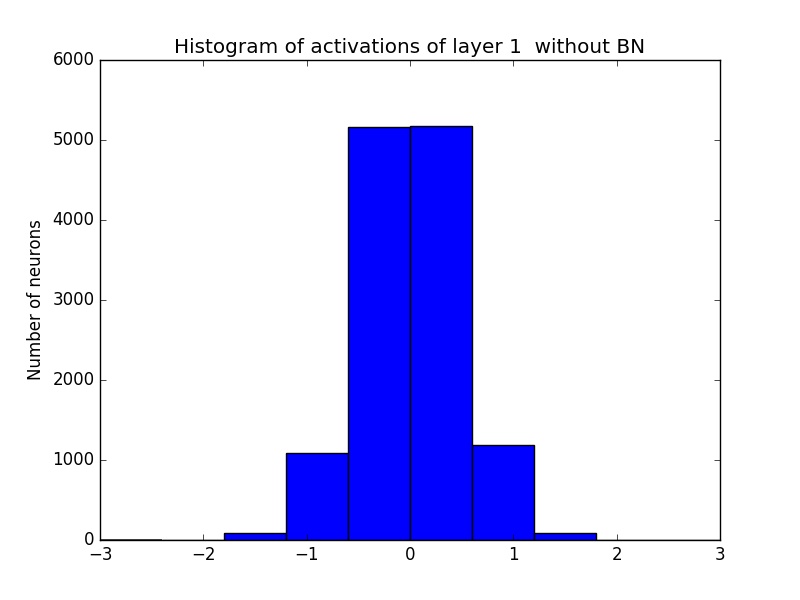 Histogram of activations of layer 1  without BN
6000
5000
4000
3000
2000
1000
0
Number of neurons
−3 −2 −1 0 1 2 3